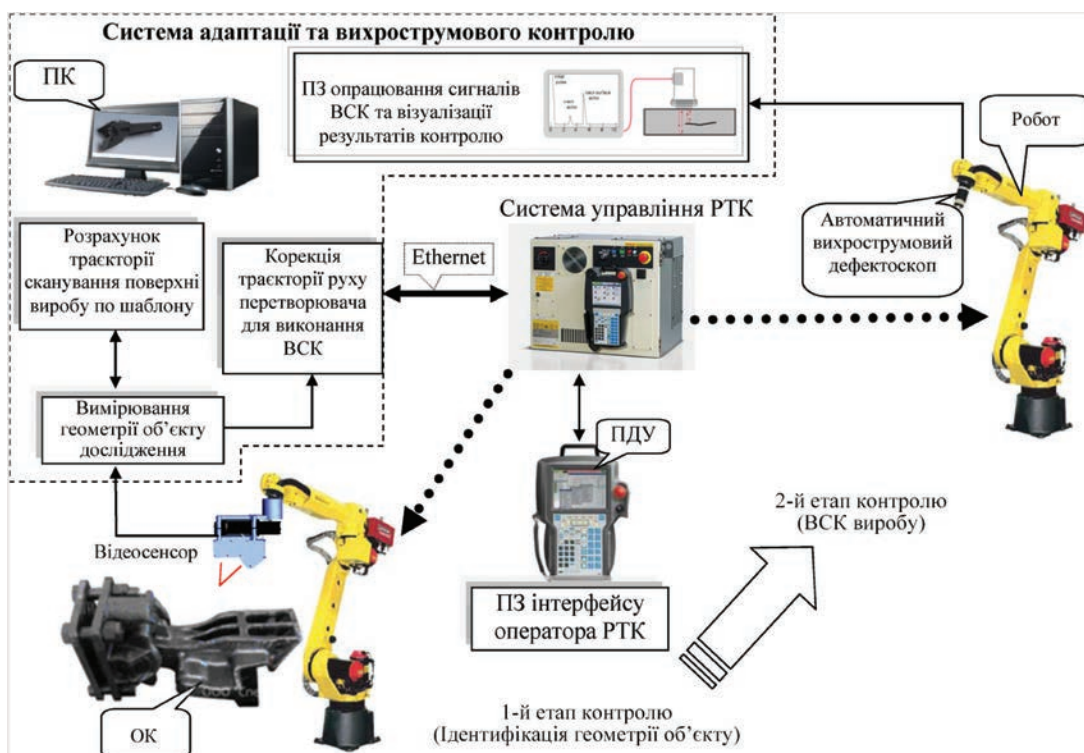 Система адаптації та вихрострумового контролю
ПК
ПЗ опрацювання сигналів
ВСК та візуалізації
результатів контролю
Робот
Система управління РТК
Автоматичний
вихрострумовий
дефектоскоп
Розрахунок
траєкторії
сканування поверхні
виробу по шаблону
Корекція
траєкторії руху
перетворювача
для виконання
ВСК
Ethernet
Вимірювання
геометрії об’єкту
дослідження
ПДУ
Відеосенсор
2-й етап контролю
(ВСК виробу)
ПЗ інтерфейсу
оператора РТК
1-й етап контролю
(Ідентифікація геометрії об’єкту)
ОК